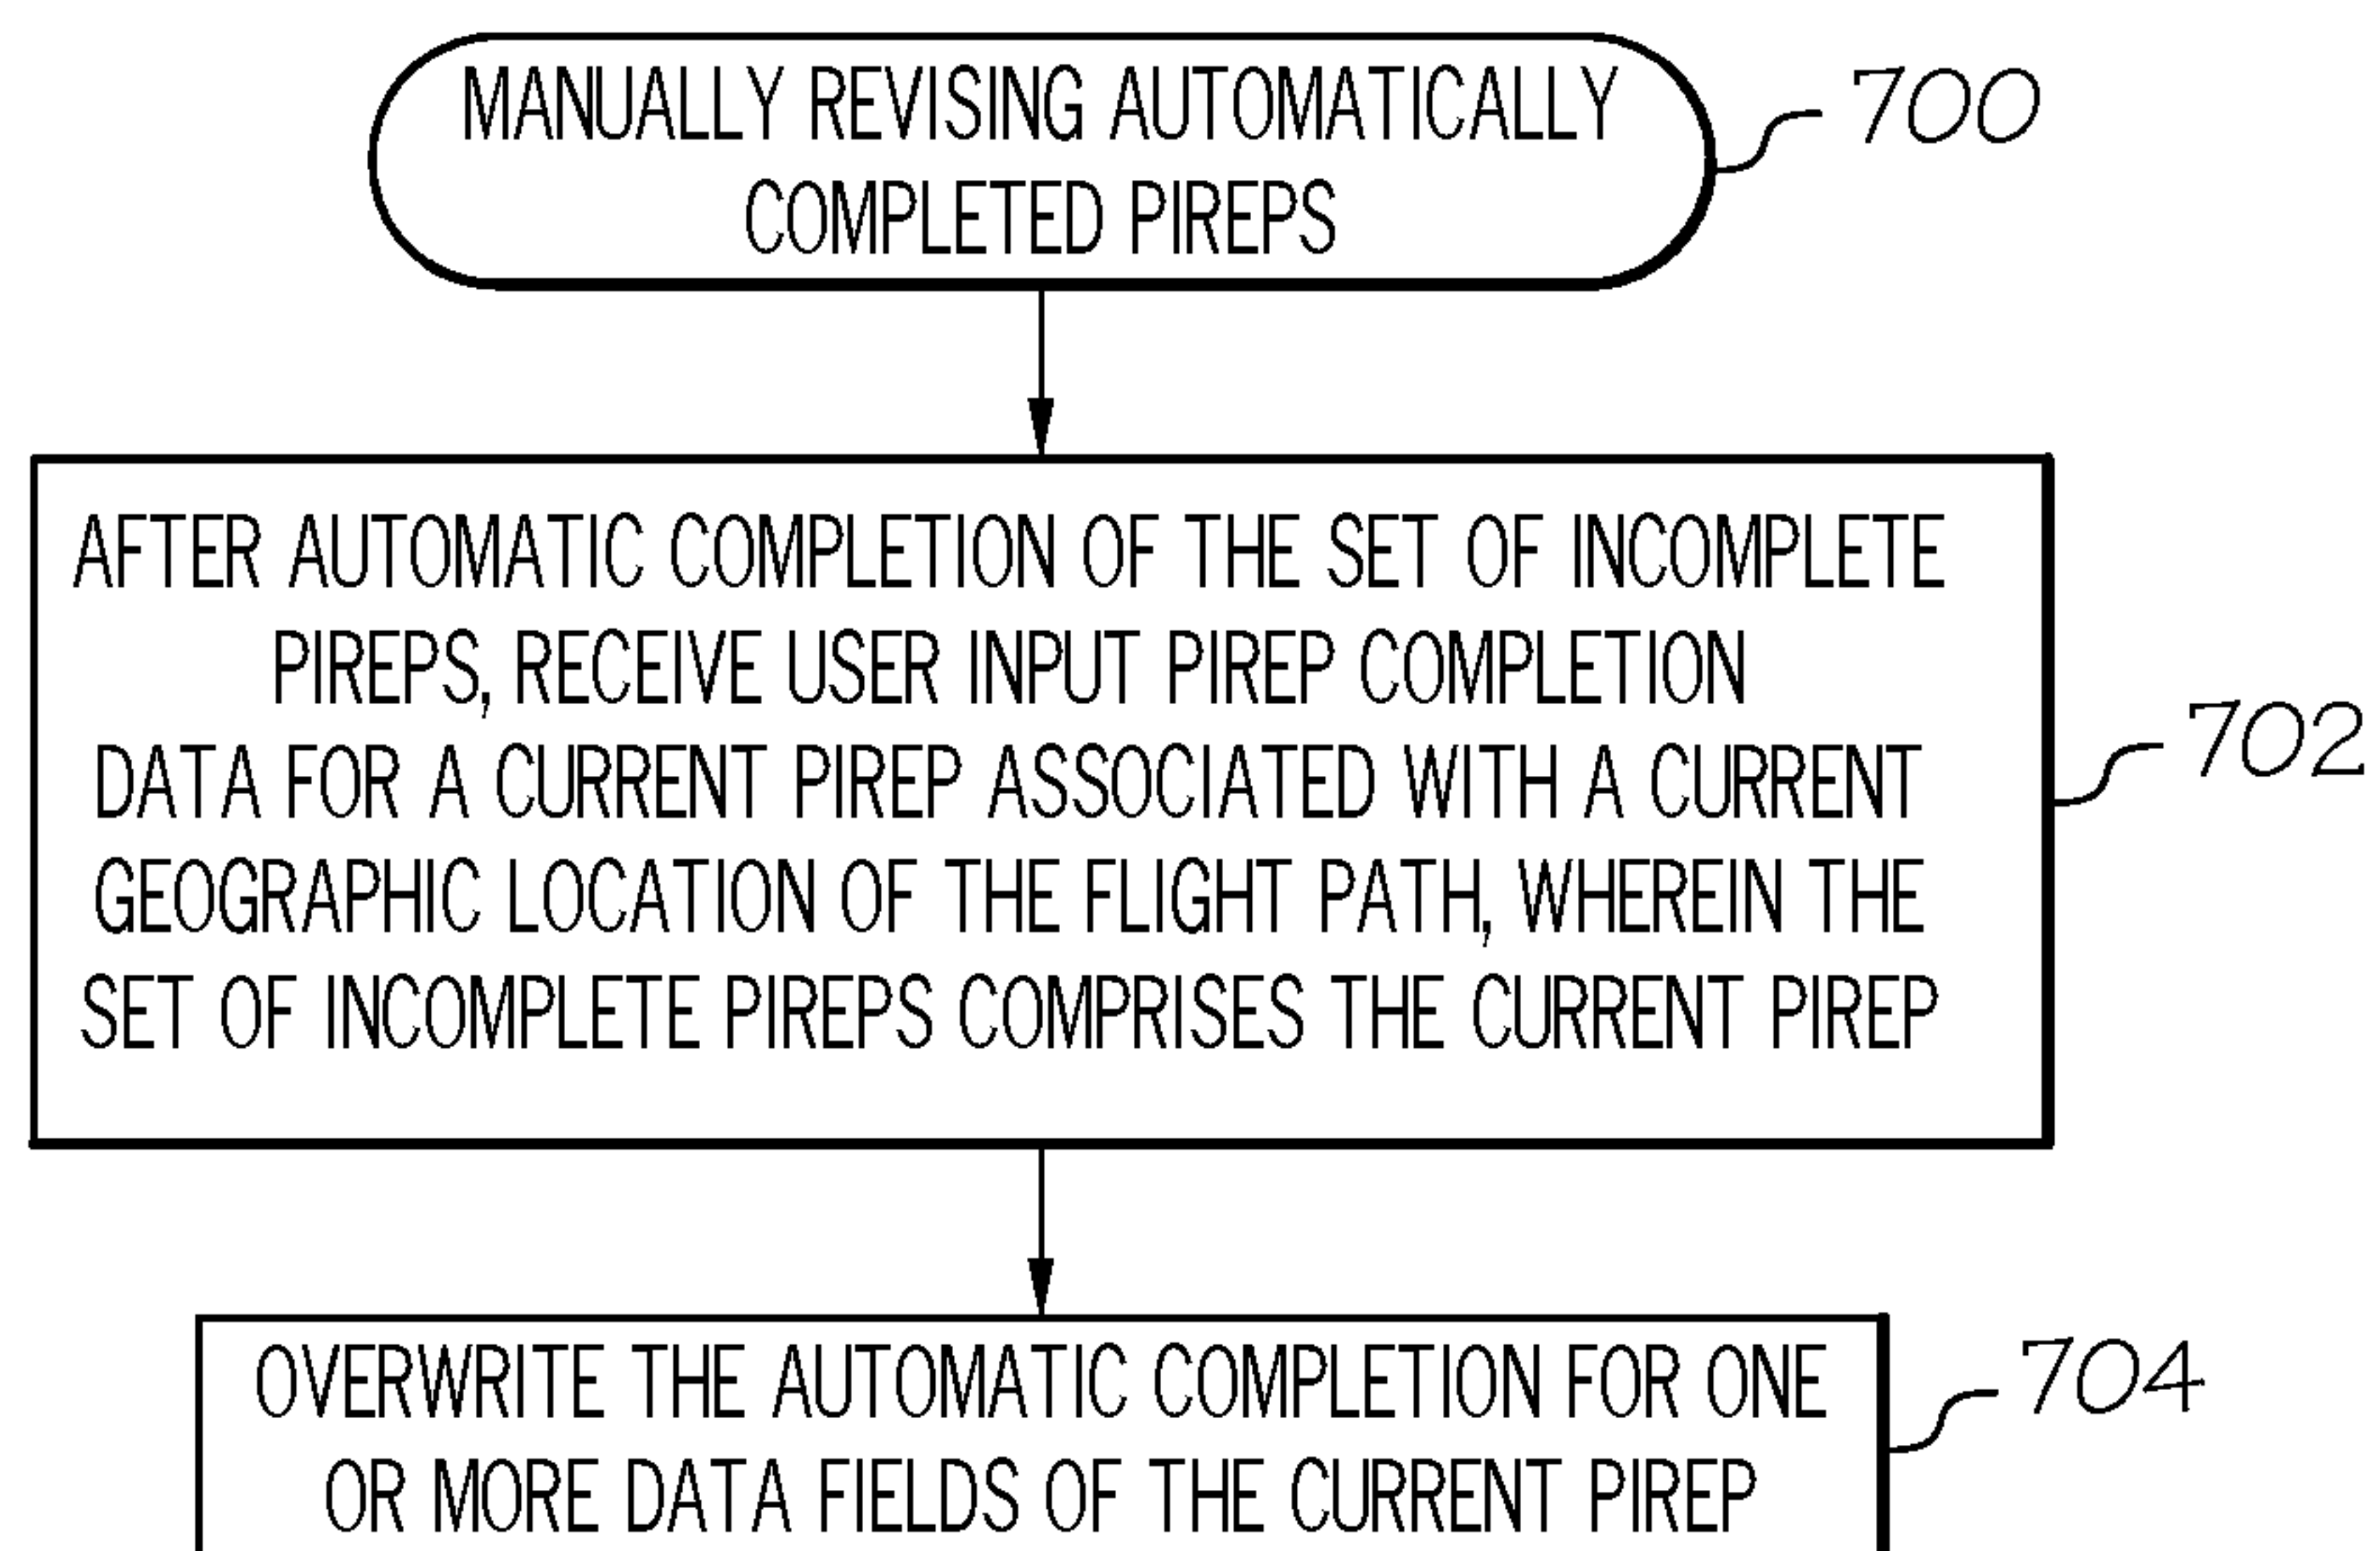 MANUALLY REVISING AUTOMATICALLY
COMPLETED PIREPS
700
AFTER AUTOMATIC COMPLETION OF THE SET OF INCOMPLETE
PIREPS, RECEIVE USER INPUT PIREP COMPLETION
DATA FOR A CURRENT PIREP ASSOCIATED WITH A CURRENT
GEOGRAPHIC LOCATION OF THE FLIGHT PATH, WHEREIN THE
SET OF INCOMPLETE PIREPS COMPRISES THE CURRENT PIREP
702
OVERWRITE THE AUTOMATIC COMPLETION FOR ONE
OR MORE DATA FIELDS OF THE CURRENT PIREP
704